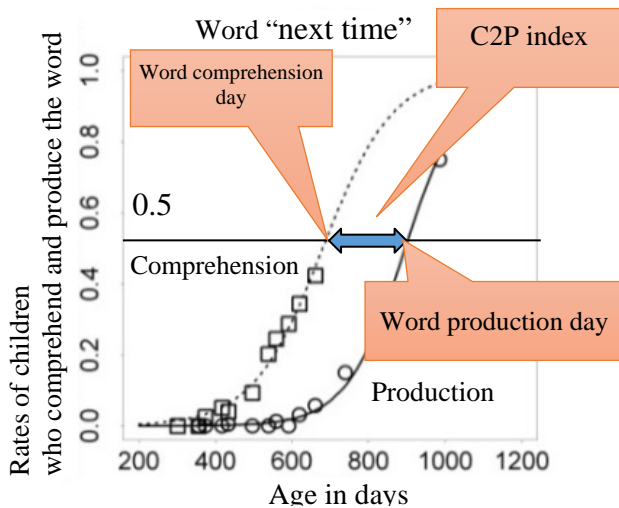 Word “next time”
C2P index
Word comprehension
day
Rates of children
who comprehend and produce the word
1.0
0.8
0.6
0.5
0.4
0.2
0.0
Comprehension
Word production day
Production
200
400
600
800
1000
1200
Age in days